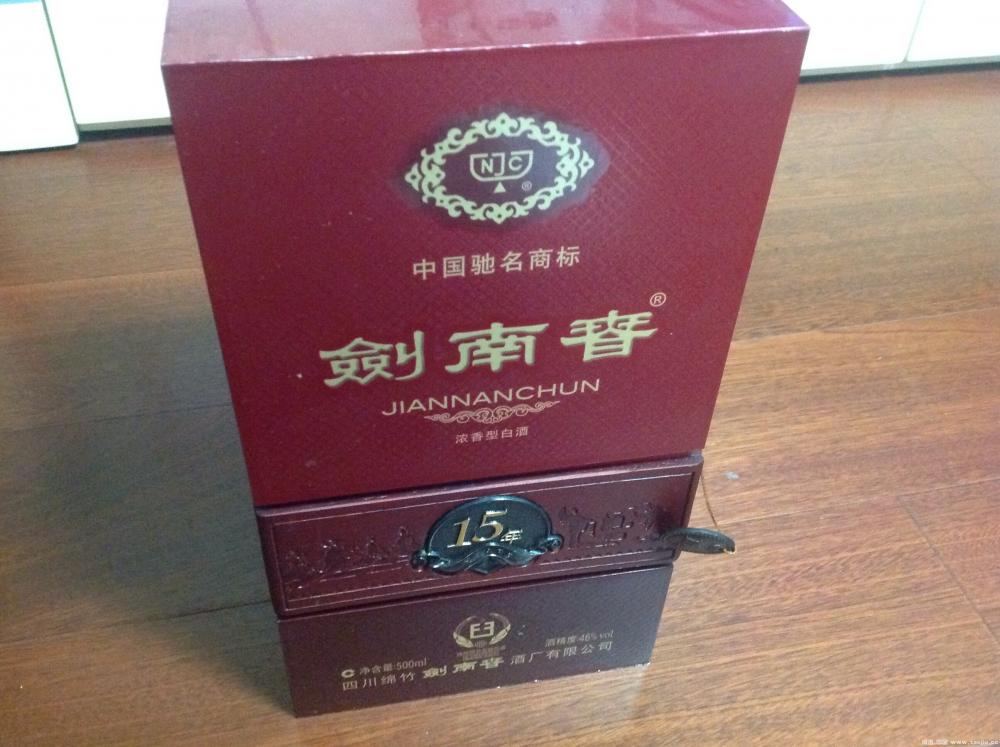 NJC
®
中国驰名商标
劍南春®
JIANNANCHUN
浓香型白酒
15年
C 净含量:500ml 酒精度:46%vol
四川绵竹 劍南春 酒厂有限公司